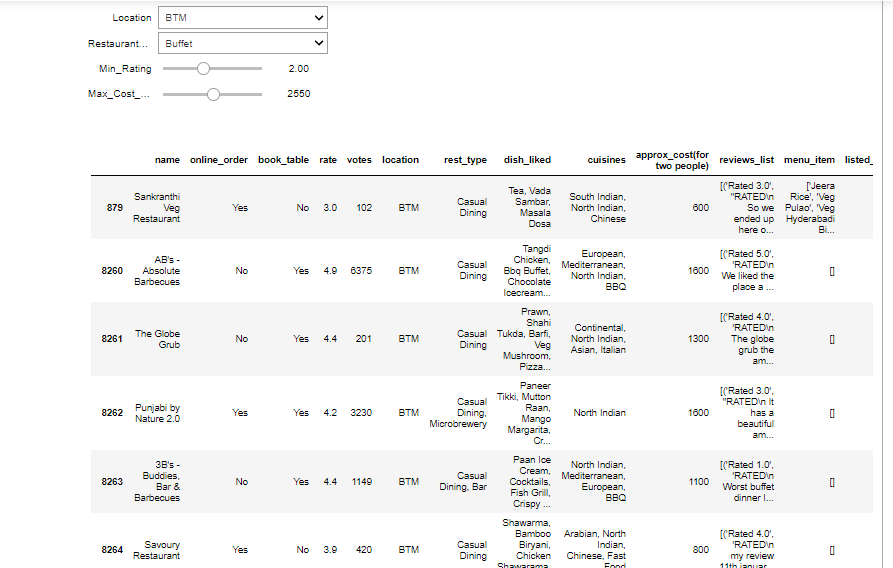 Location BTM
Restaurant... Buffet
Min_Rating 2.00
Max_Cost_... 2550
name online_order book_table rate votes location rest_type dish_liked cuisines approx_cost(for two people) reviews_list menu_item listed_
879 Sankranthi Veg Restaurant Yes No 3.0 102 BTM Casual Dining Tea, Vada Sambar, Masala Dosa South Indian, North Indian, Chinese 600 [('Rated 3.0', "RATED\n So we ended up here o... ['Jeera Rice', 'Veg Pulao', 'Veg Hyderabadi Bi...
8260 AB's - Absolute Barbecues No Yes 4.9 6375 BTM Casual Dining Tangdi Chicken, Bbq Buffet, Chocolate Icecream... European, Mediterranean, North Indian, BBQ 1600 [('Rated 5.0', 'RATED\n We liked the place a ... []
8261 The Globe Grub No Yes 4.4 201 BTM Casual Dining Prawn, Shahi Tukda, Barfi, Veg Mushroom, Pizza... Continental, North Indian, Asian, Italian 1300 [('Rated 4.0', 'RATED\n The globe grub the am... []
8262 Punjabi by Nature 2.0 Yes Yes 4.2 3230 BTM Casual Dining, Microbrewery Paneer Tikki, Mutton Raan, Mango Margarita, Cr... North Indian 1600 [('Rated 3.0', "RATED\n It has a beautiful am... []
8263 3B's - Buddies, Bar & Barbecues No Yes 4.4 1149 BTM Casual Dining, Bar Paan Ice Cream, Cocktails, Fish Grill, Crispy ... North Indian, Mediterranean, European, BBQ 1100 [('Rated 1.0', 'RATED\n Worst buffet dinner I... []
8264 Savoury Restaurant Yes No 3.9 420 BTM Casual Dining Shawarma, Bamboo Biryani, Chicken Shawarama, Arabian, North Indian, Chinese, Fast Food 800 [('Rated 4.0', 'RATED\n my review 11th januar... []